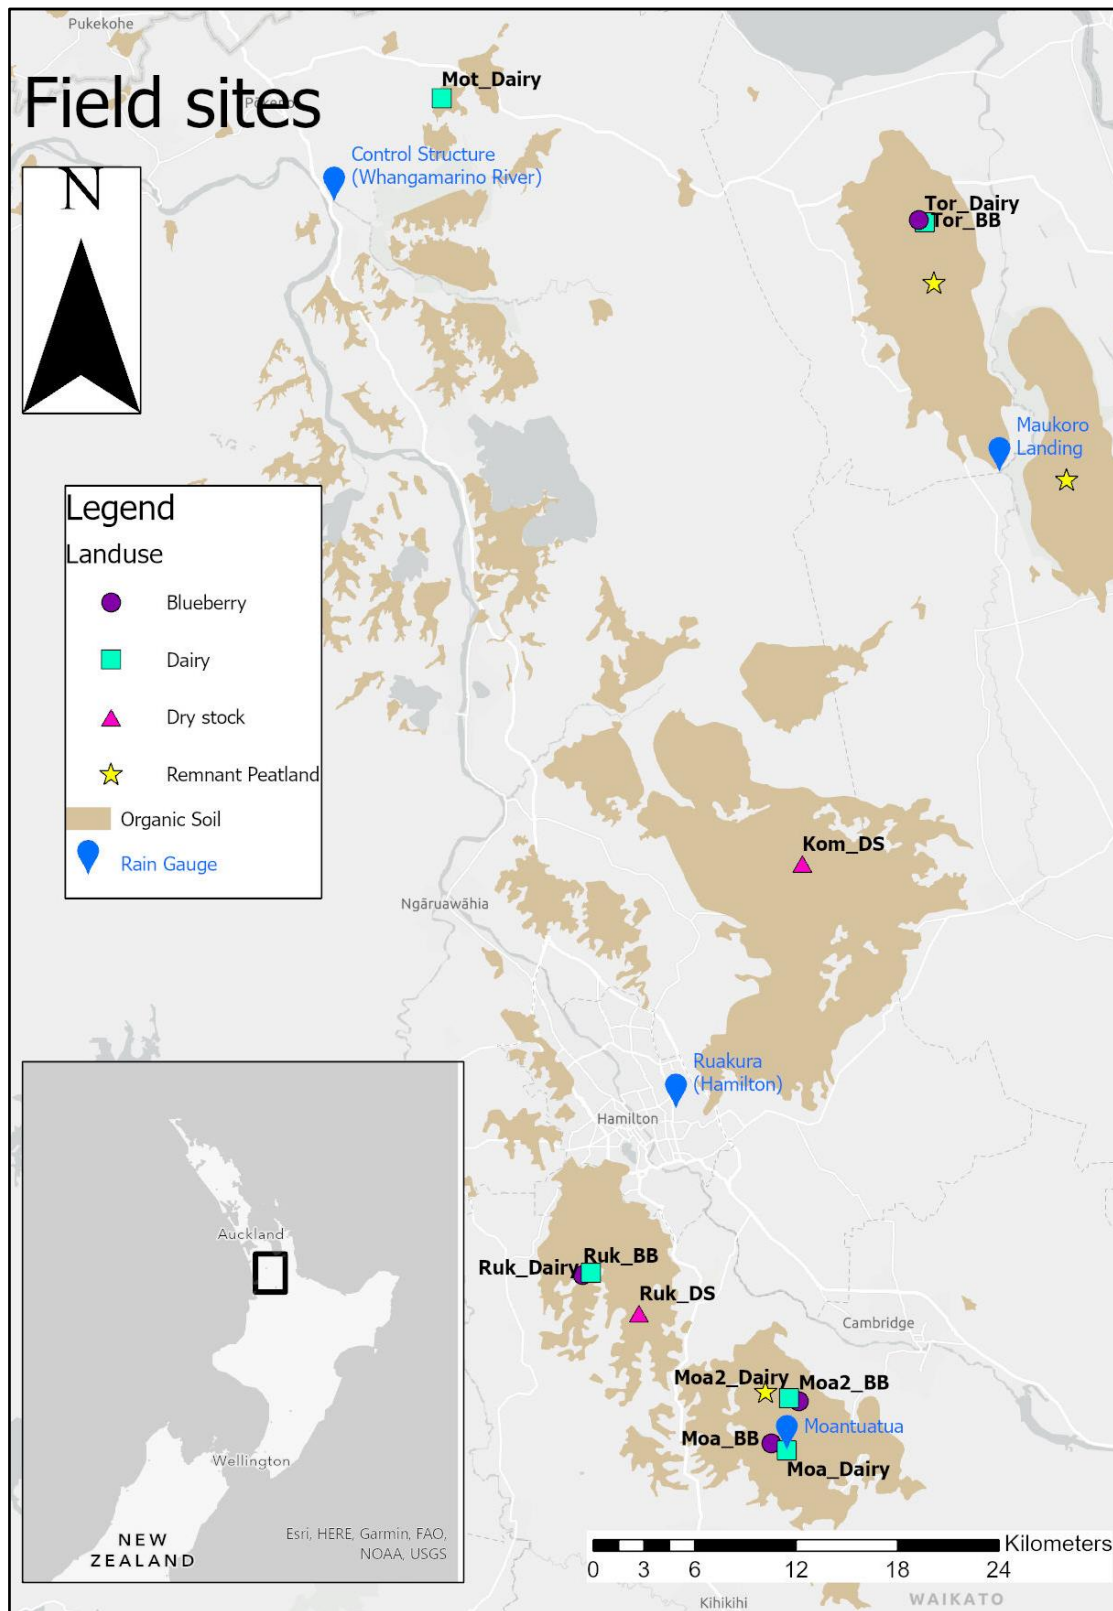 Pukekohe
Field sites
Pōkeno
Mot_Dairy
N
Control Structure
(Whangamarino River)
Tor_Dairy
Tor_BB
Maukoro
Landing
Legend
Landuse
Blueberry
Dairy
Dry stock
Remnant Peatland
Organic Soil
Rain Gauge
Kom_DS
Ngāruawāhia
Ruakura
(Hamilton)
Hamilton
Ruk_BB
Ruk_Dairy
Ruk_DS
Cambridge
Moa2_Dairy
Moa2_BB
Moantuatua
Moa_BB
Moa_Dairy
Auckland
Wellington
NEW
ZEALAND
Esri, HERE, Garmin, FAO,
NOAA, USGS
Kilometers
0 3 6 12 18 24
Kihikihi
WAIKATO